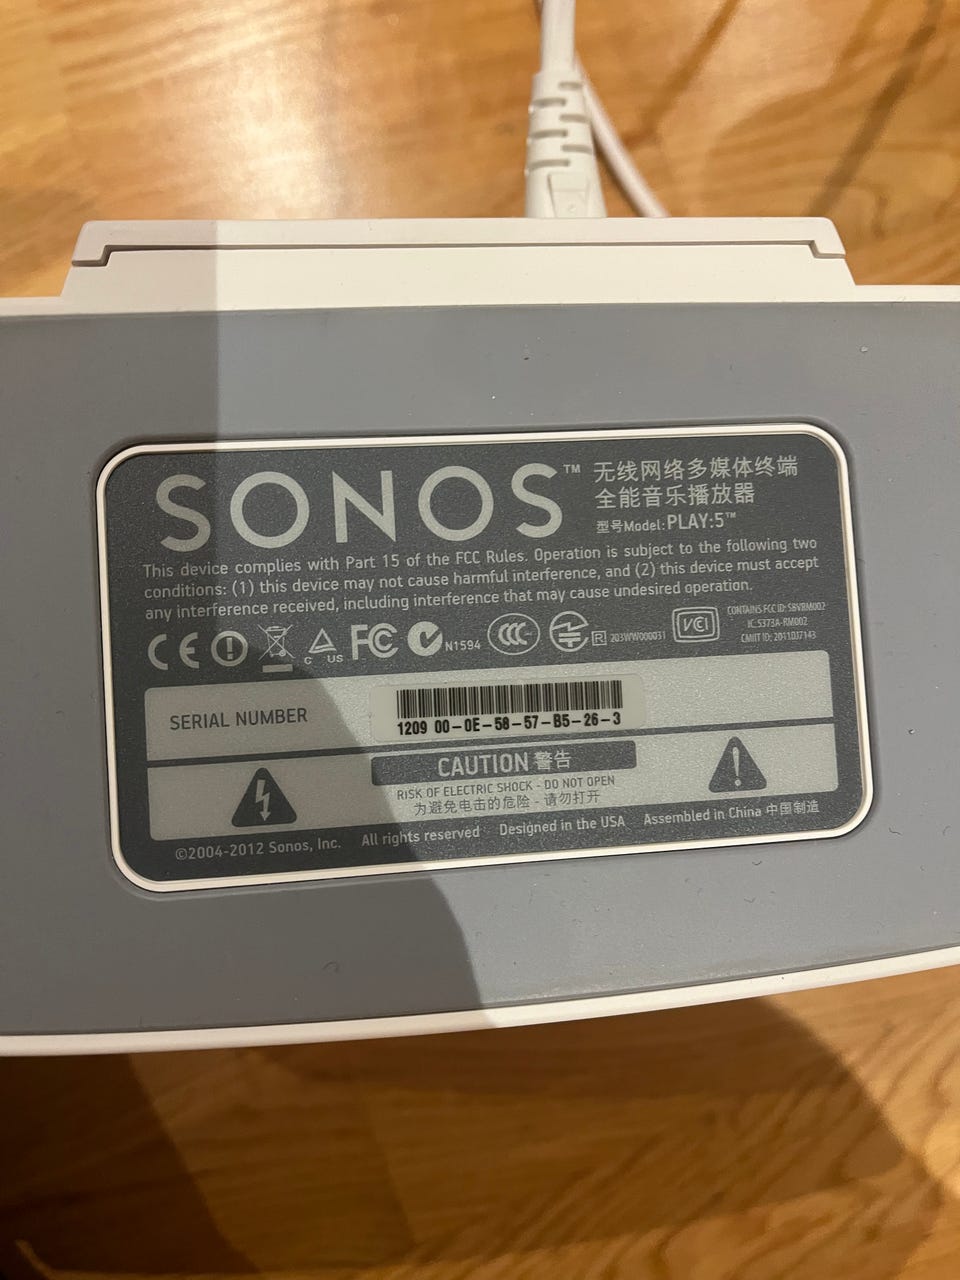 SONOS™
无线网络多媒体终端
全能音乐播放器
型号Model: PLAY:5™
This device complies with Part 15 of the FCC Rules. Operation is subject to the following two
conditions: (1) this device may not cause harmful interference, and (2) this device must accept
any interference received, including interference that may cause undesired operation.
CE FC N1594 CCC R 203WW000031 VCI
C US
CONTAINS FCC ID: SBVRM002
IC: 5373A-RM002
CMIIT ID: 2011DJ7143
SERIAL NUMBER
1209 00-0E-58-57-B5-26-3
CAUTION 警告
RISK OF ELECTRIC SHOCK - DO NOT OPEN
为避免电击的危险 - 请勿打开
©2004-2012 Sonos, Inc. All rights reserved Designed in the USA Assembled in China 中国制造